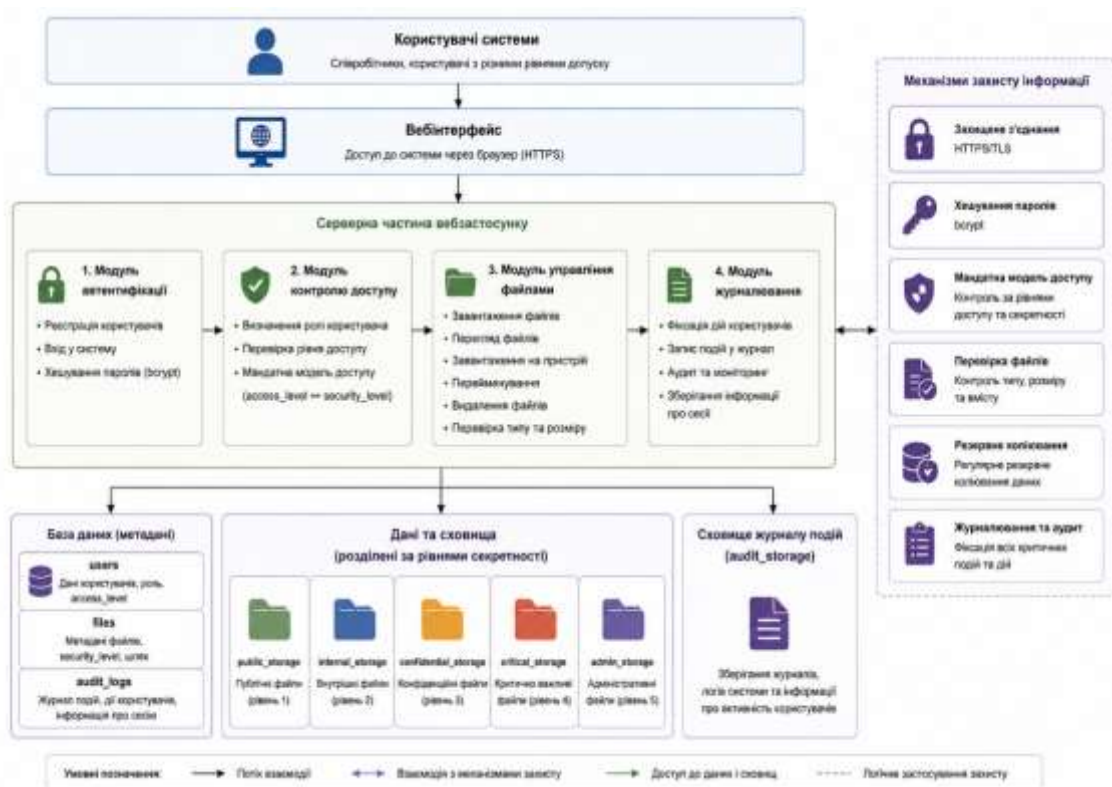 Користувачі системи
Співробітники, користувачі з різними рівнями допуску
Вебінтерфейс
Доступ до системи через браузер (HTTPS)
Серверна частина вебзастосунку
1. Модуль
автентифікації
• Реєстрація користувачів
• Вхід у систему
• Хешування паролів (bcrypt)
2. Модуль
контролю доступу
• Визначення ролі користувача
• Перевірка рівня доступу
• Мандатна модель доступу
(access_level security_level)
3. Модуль управління
файлами
• Завантаження файлів
• Перегляд файлів
• Завантаження на пристрій
• Перейменування
• Видалення файлів
• Перевірка типу та розміру
4. Модуль
журналювання
• Фіксація дій користувачів
• Запис подій у журнал
• Аудит та моніторинг
• Зберігання інформації
про сесії
Механізми захисту інформації
Захищене з'єднання
HTTPS/TLS
Хешування паролів
bcrypt
Мандатна модель доступу
Контроль за рівнями
доступу та секретності
Перевірка файлів
Контроль типу, розміру
та вмісту
Резервне копіювання
Регулярне резервне
копіювання даних
Журналювання та аудит
Фіксація всіх критичних
подій та дій
База даних (метадані)
users
Дані користувачів, роль,
access_level
files
Метадані файлів,
security_level, шлях
audit_logs
Журнал подій, дії користувачів,
інформація про сесію
Дані та сховища
(розділені за рівнями секретності)
public_storage
Публічні файли
(рівень 1)
internal_storage
Внутрішні файли
(рівень 2)
confidential_storage
Конфіденційні файли
(рівень 3)
critical_storage
Критично важливі
файли (рівень 4)
admin_storage
Адміністративні
файли (рівень 5)
Сховище журналу подій
(audit_storage)
Зберігання журналів,
логів системи та інформації
про активність користувачів
Умовні позначення:
Потік взаємодії
Взаємодія з механізмами захисту
Доступ до даних і сховищ
Логічне застосування захисту